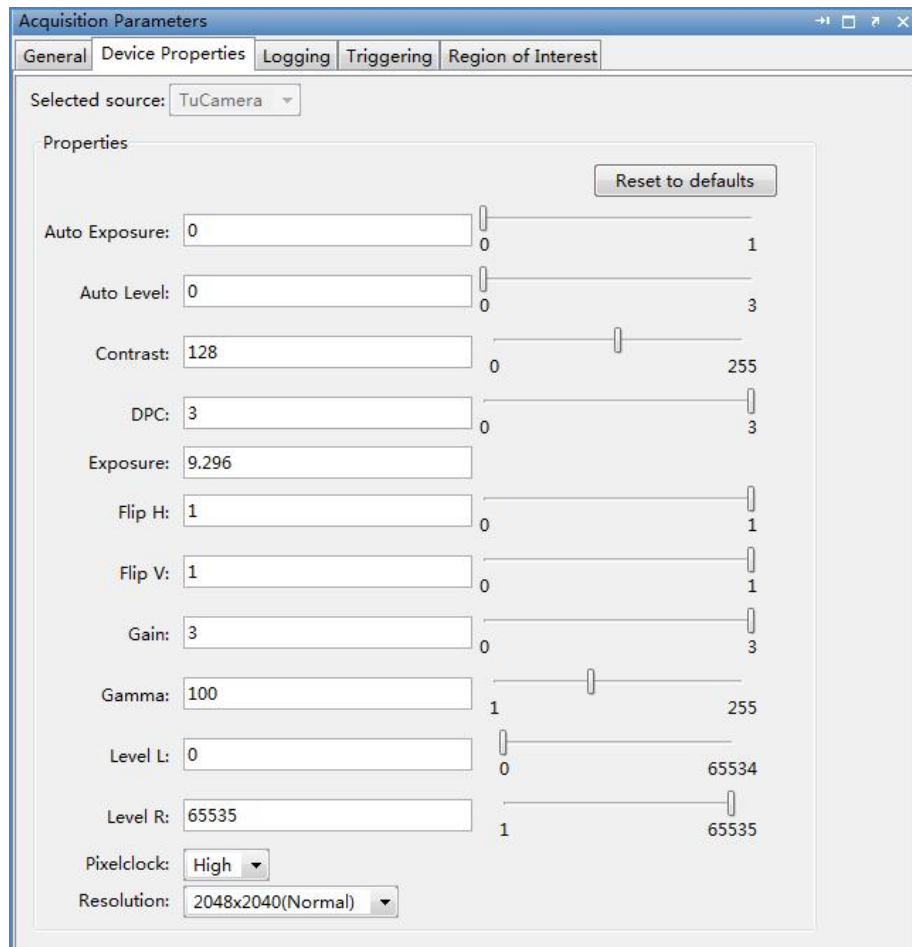 Acquisition Parameters
General Device Properties Logging Triggering Region of Interest
Selected source: TuCamera
Properties
Reset to defaults
Auto Exposure: 0
0 1
Auto Level: 0
0 3
Contrast: 128
0 255
DPC: 3
0 3
Exposure: 9.296
Flip H: 1
0 1
Flip V: 1
0 1
Gain: 3
0 3
Gamma: 100
1 255
Level L: 0
0 65534
Level R: 65535
1 65535
Pixelclock: High
Resolution: 2048x2040(Normal)